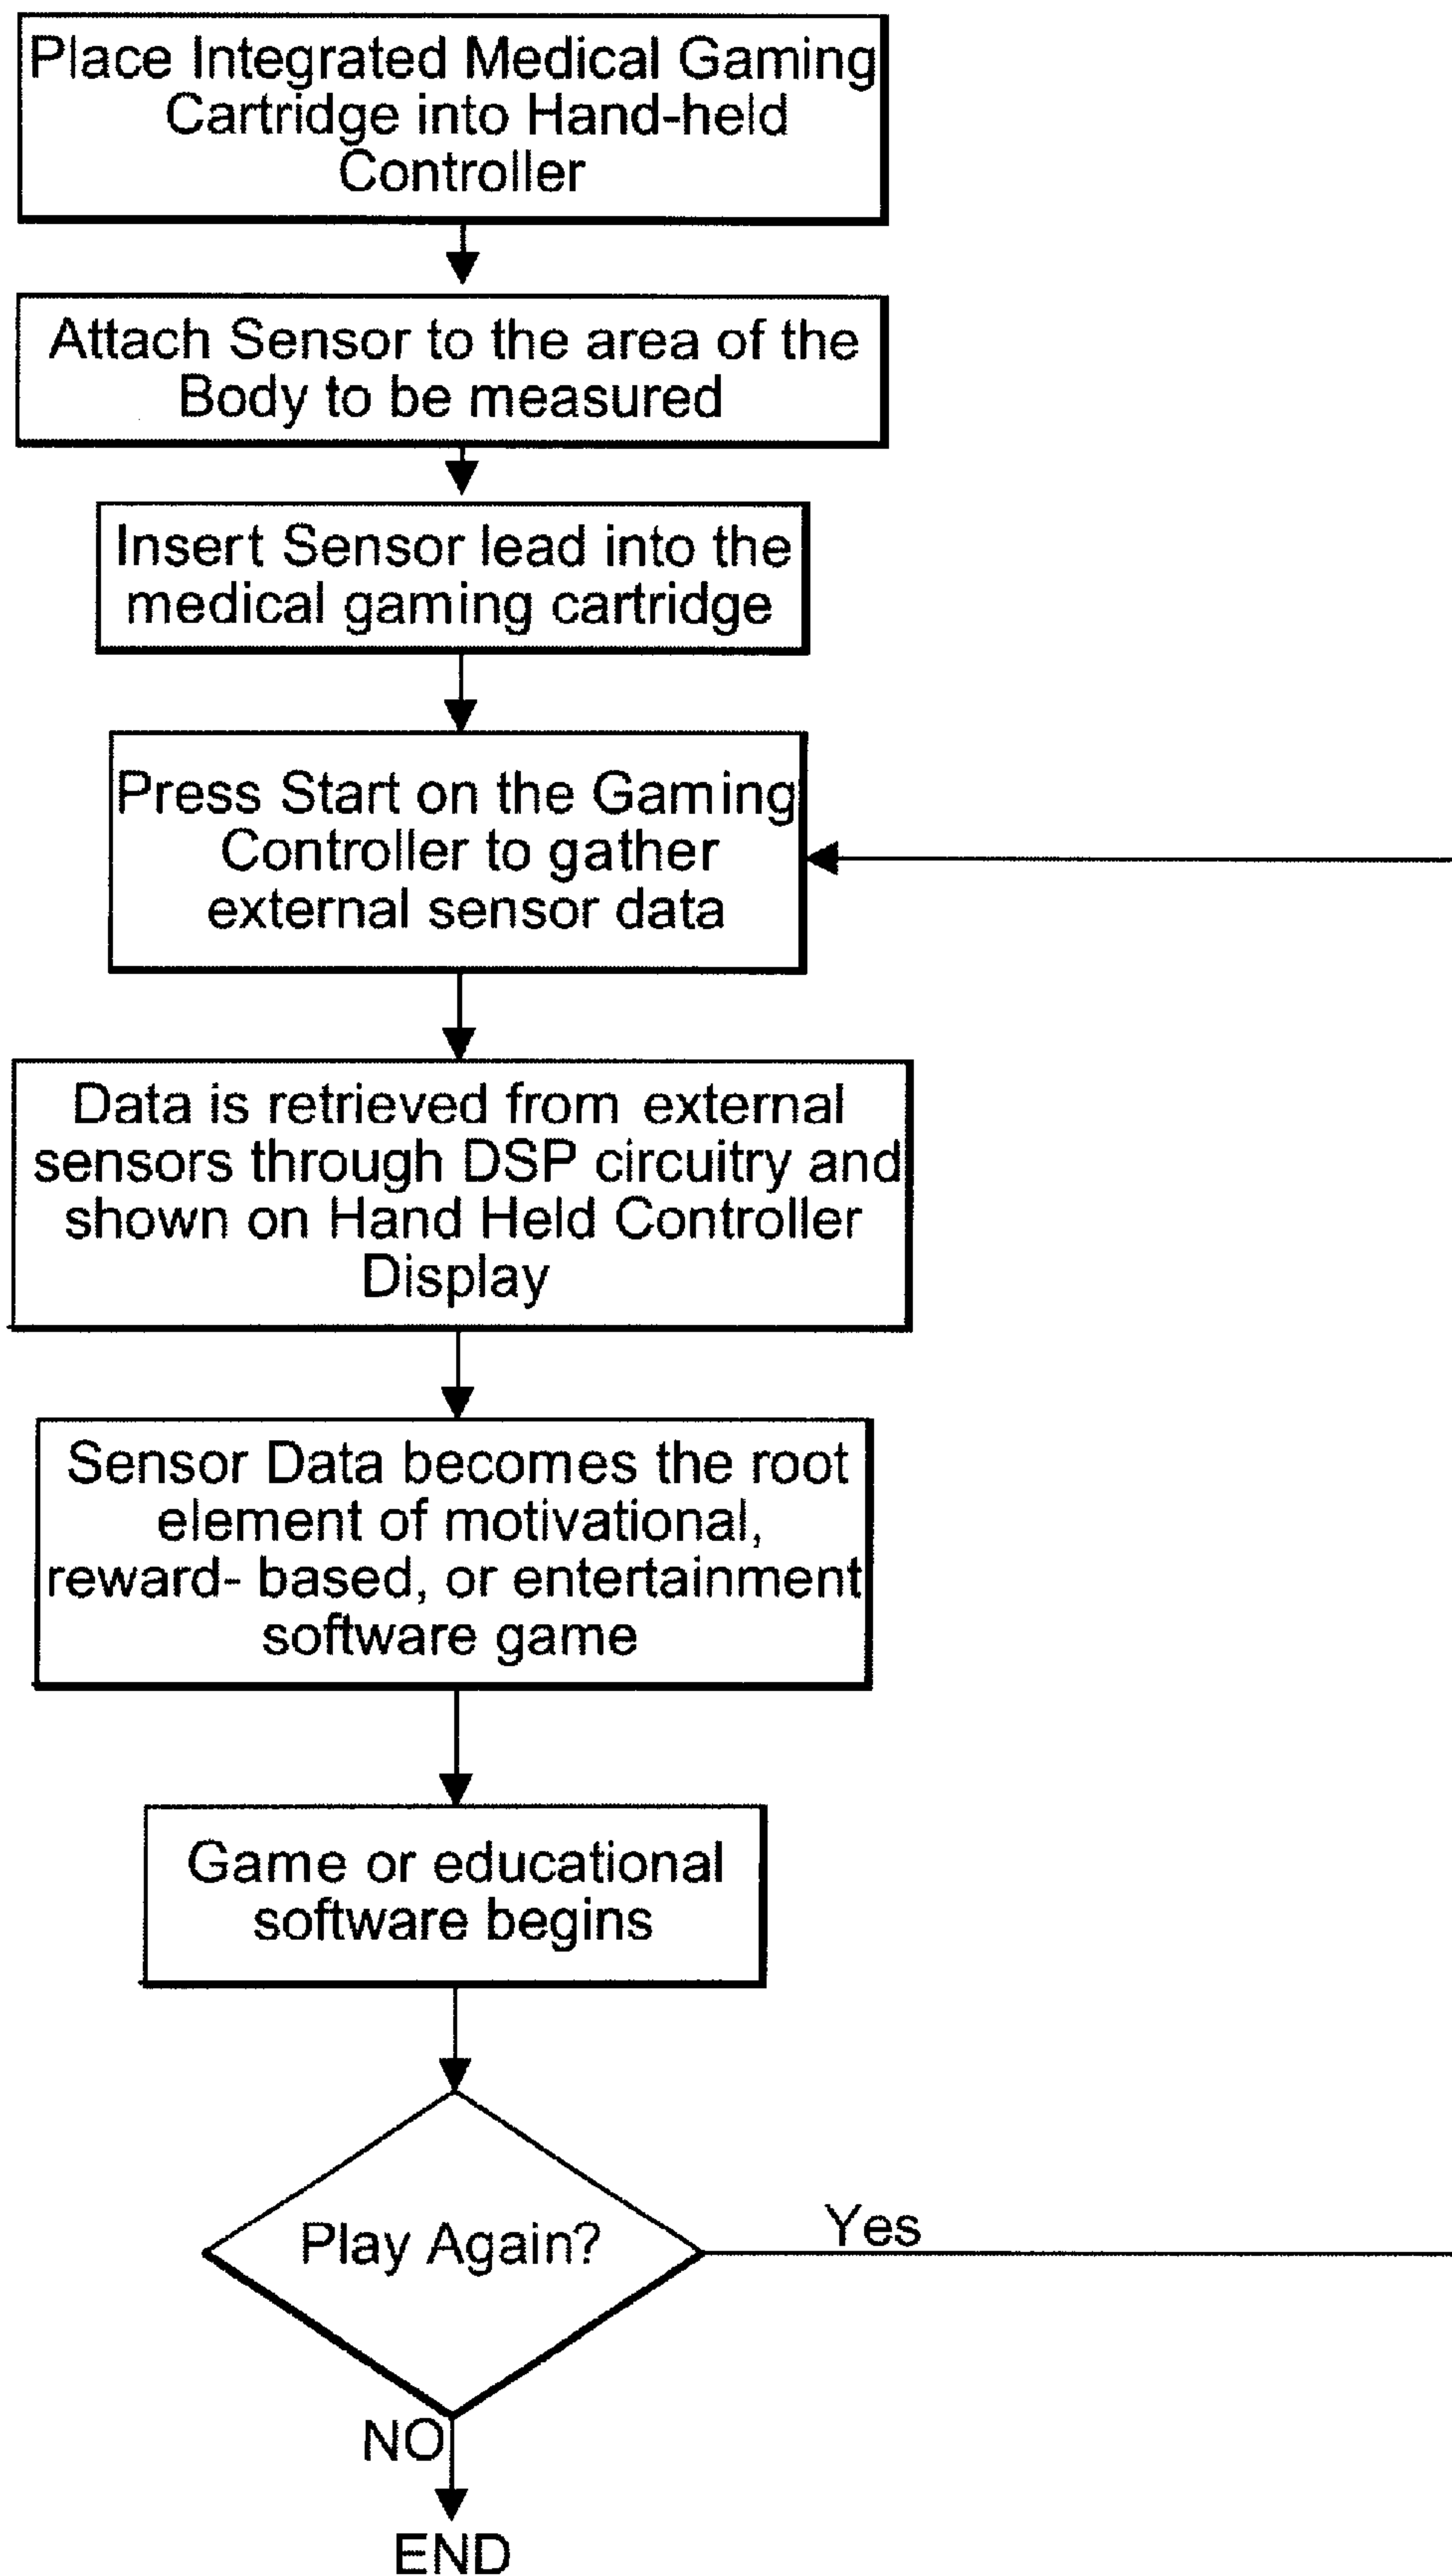 Place Integrated Medical Gaming
Cartridge into Hand-held
Controller
Attach Sensor to the area of the
Body to be measured
Insert Sensor lead into the
medical gaming cartridge
Press Start on the Gaming
Controller to gather
external sensor data
Data is retrieved from external
sensors through DSP circuitry and
shown on Hand Held Controller
Display
Sensor Data becomes the root
element of motivational,
reward- based, or entertainment
software game
Game or educational
software begins
Play Again?
Yes
NO
END